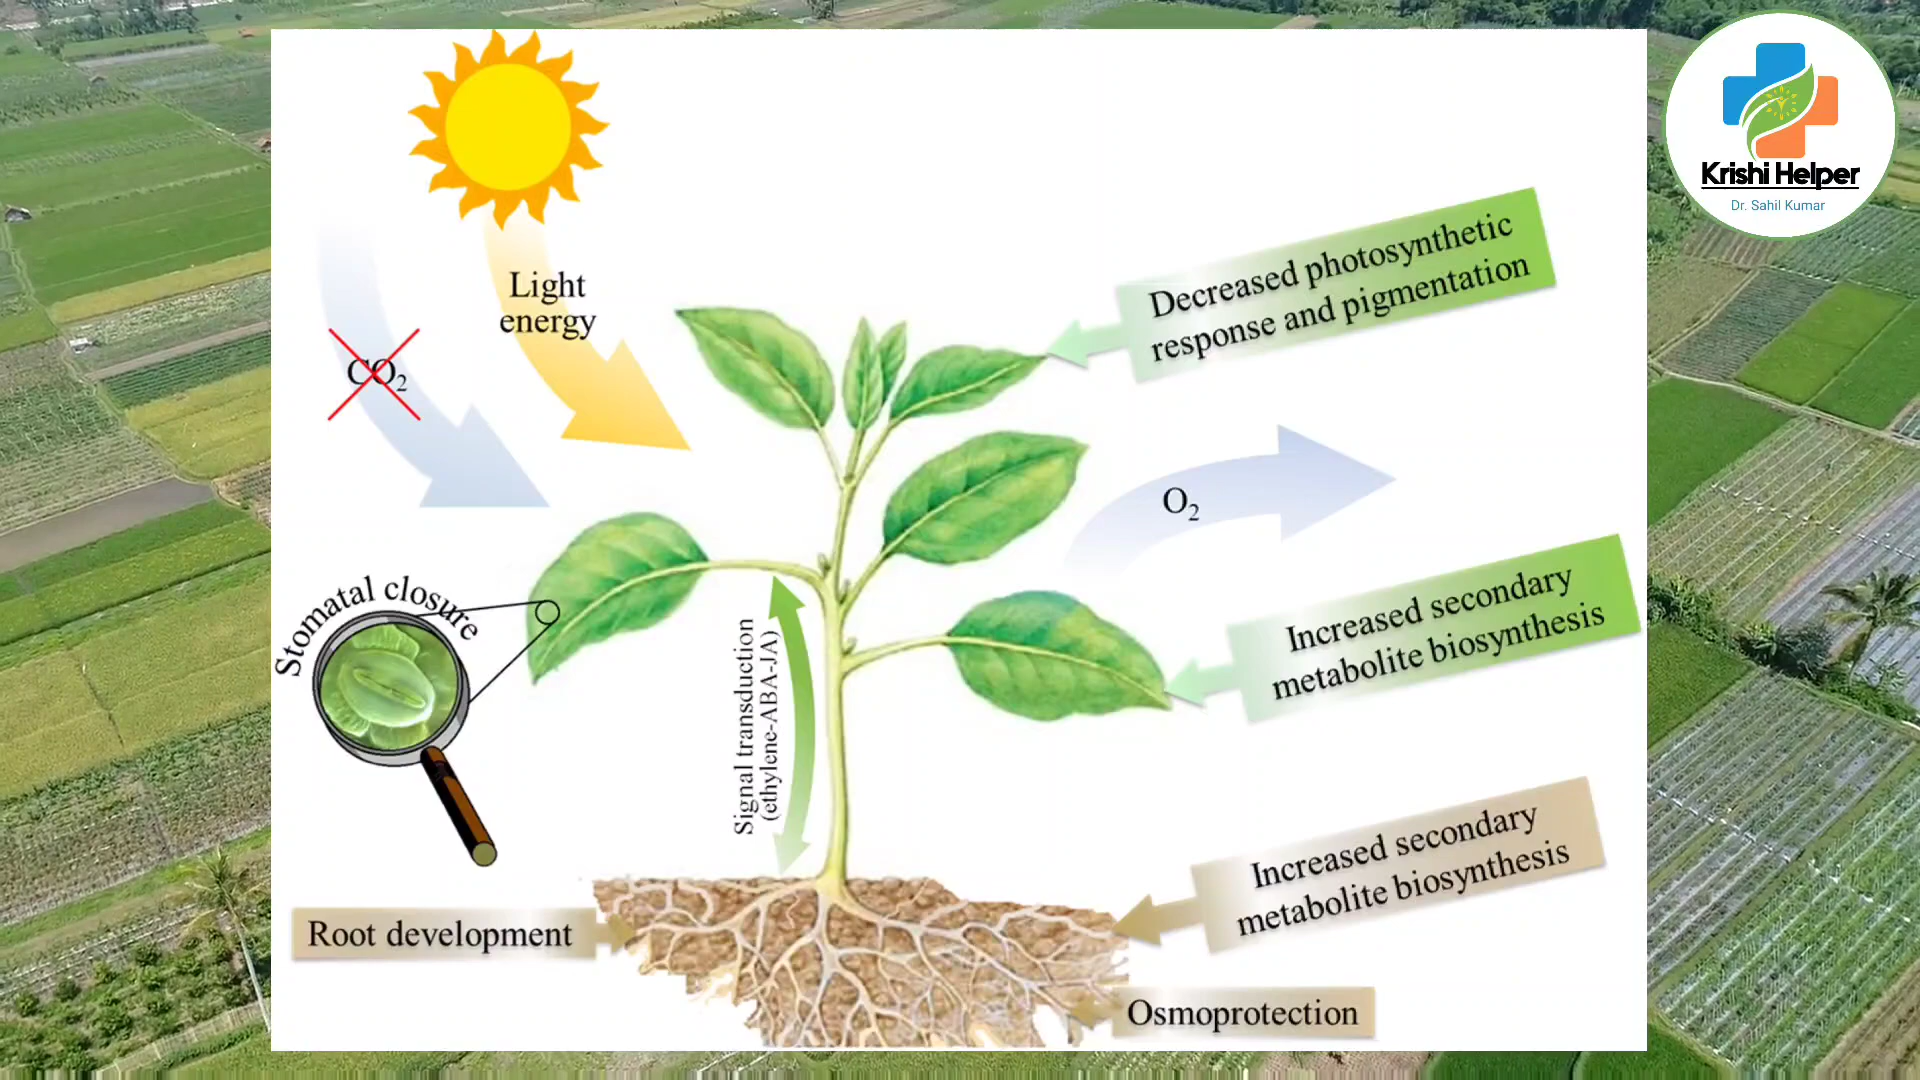 Krishi Helper
Dr. Sahil Kumar
Light
energy
CO₂
Decreased photosynthetic
response and pigmentation
O₂
Stomatal closure
Signal transduction
(ethylene-ABA-JA)
Increased secondary
metabolite biosynthesis
Increased secondary
metabolite biosynthesis
Root development
Osmoprotection